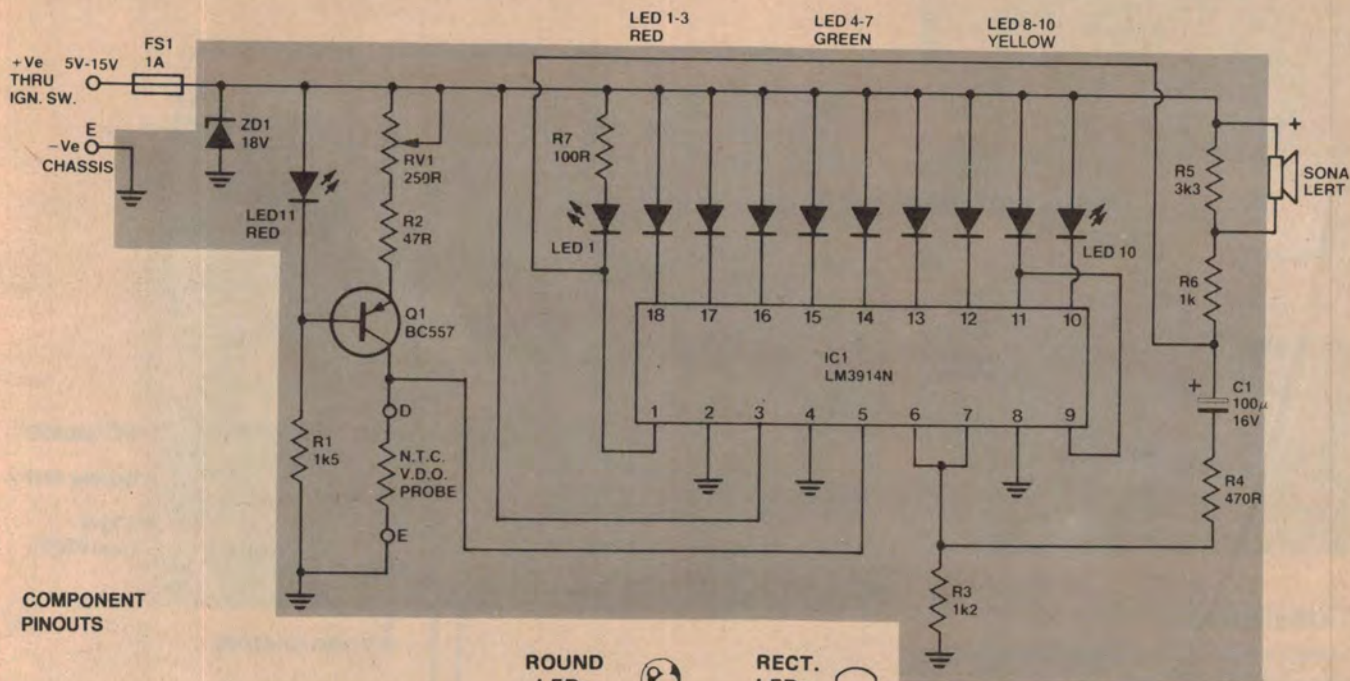 LED 1-3
RED
LED 4-7
GREEN
LED 8-10
YELLOW
+Ve
THRU
IGN. SW.
5V-15V
FS1
1A
E
-Ve
CHASSIS
ZD1
18V
LED11
RED
RV1
250R
R2
47R
Q1
BC557
R1
1k5
D
N.T.C.
V.D.O.
PROBE
E
R7
100R
LED 1
LED 10
18 17 16 15 14 13 12 11 10
IC1
LM3914N
1 2 3 4 5 6 7 8 9
R5
3k3
+
SONA
LERT
R6
1k
+
C1
100μ
16V
R4
470R
R3
1k2
COMPONENT
PINOUTS
ROUND
LED
RECT.
LED